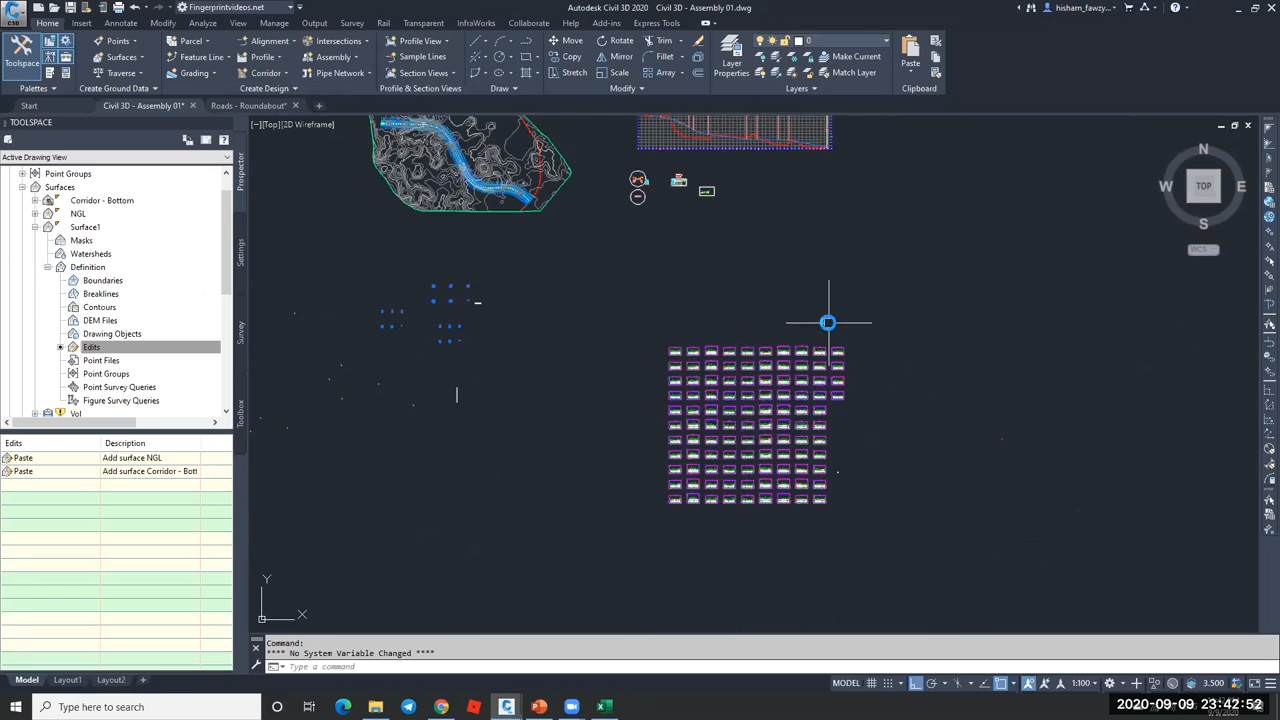 Fingerprintvideos.net
Autodesk Civil 3D 2020 - Civil 3D - Assembly 01.dwg
hisham_fawzy...
C3D
Home Insert Annotate Modify Analyze View Manage Output Survey Rail Transparent InfraWorks Collaborate Help Add-ins Express Tools
Toolspace
Points
Surfaces
Traverse
Parcel
Feature Line
Grading
Alignment
Profile
Corridor
Intersections
Assembly
Pipe Network
Profile View
Sample Lines
Section Views
Move
Copy
Stretch
Rotate
Mirror
Scale
Trim
Fillet
Array
Layer
Properties
0
Make Current
Match Layer
Paste
Palettes Create Ground Data Create Design Profile & Section Views Draw Modify Layers Clipboard
Start Civil 3D - Assembly 01* Roads - Roundabout*
TOOLSPACE
[−][Top][2D Wireframe]
Active Drawing View
Point Groups
Surfaces
Corridor - Bottom
NGL
Surface1
Masks
Watersheds
Definition
Boundaries
Breaklines
Contours
DEM Files
Drawing Objects
Edits
Point Files
Point Groups
Point Survey Queries
Figure Survey Queries
Vol
Prospector
Settings
Survey
Toolbox
Edits Description
Paste Add surface NGL
Paste Add surface Corridor - Bott
N
W TOP E
S
WCS
Y
X
Command:
**** No System Variable Changed ****
Type a command
Model Layout1 Layout2
MODEL
1:100
3.500
Type here to search
2020-09-09 23:42:52